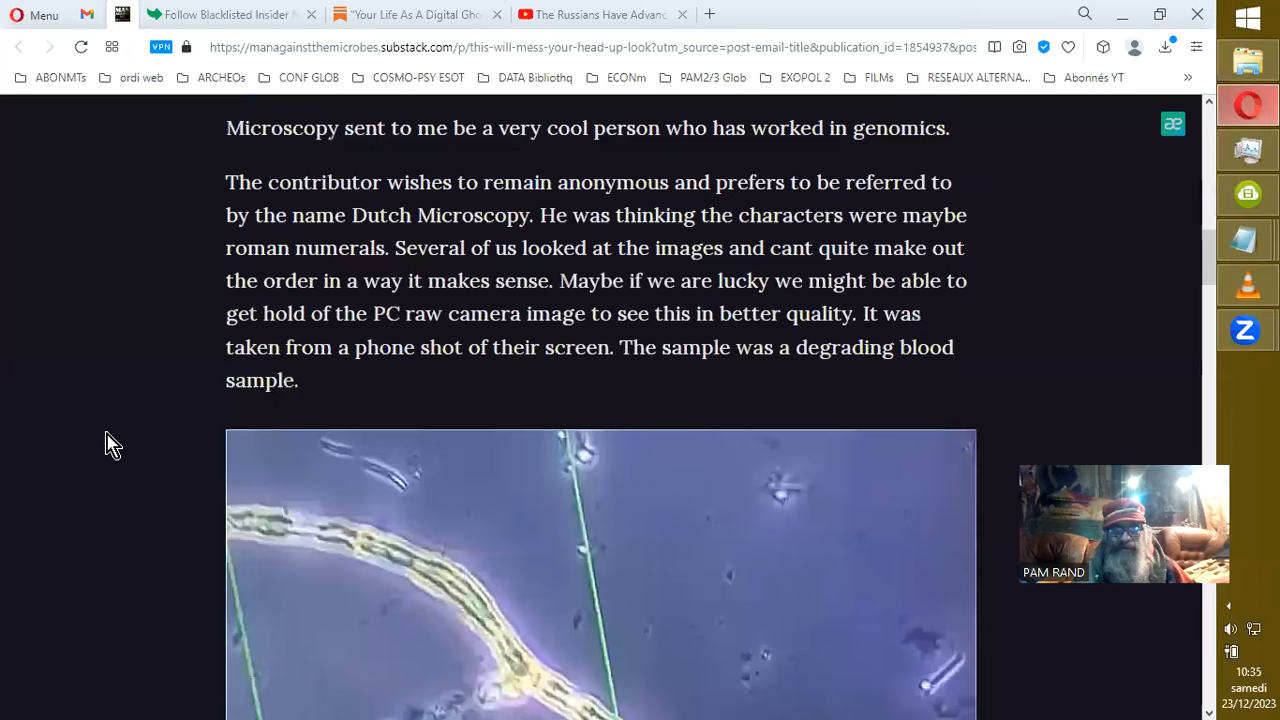 Menu
Follow Blacklisted Insider
"Your Life As A Digital Gho
The Russians Have Advanc
VPN
https://managainstthemicrobes.substack.com/p/this-will-mess-your-head-up-look?utm_source=post-email-title&publication_id=1854937&pos
ABONMTs
ordi web
ARCHEOs
CONF GLOB
COSMO-PSY ESOT
DATA Bibliothq
ECONm
PAM2/3 Glob
EXOPOL 2
FILMs
RESEAUX ALTERNA...
Abonnés YT
Microscopy sent to me be a very cool person who has worked in genomics.
The contributor wishes to remain anonymous and prefers to be referred to
by the name Dutch Microscopy. He was thinking the characters were maybe
roman numerals. Several of us looked at the images and cant quite make out
the order in a way it makes sense. Maybe if we are lucky we might be able to
get hold of the PC raw camera image to see this in better quality. It was
taken from a phone shot of their screen. The sample was a degrading blood
sample.
æ
PAM RAND
10:35
samedi
23/12/2023